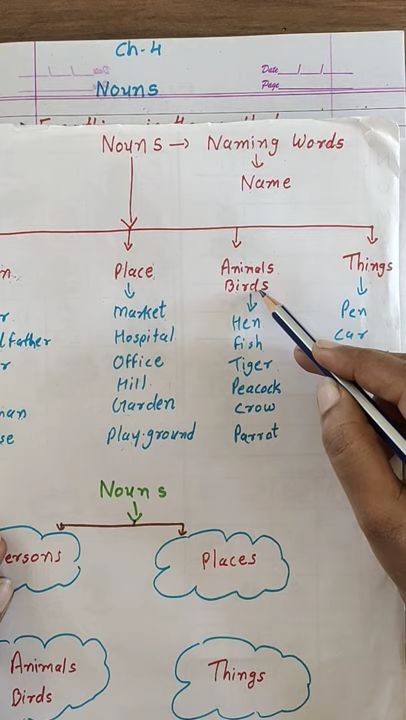 Ch-4
Date
Page
Nouns
Nouns → Naming Words
Name
Place
Animals
Birds
Things
Market
Hospital
Office
Hill
Garden
Play-ground
Hen
Fish
Tiger
Peacock
Crow
Parrot
Pen
Car
Nouns
ersons
Places
Animals
Birds
Things